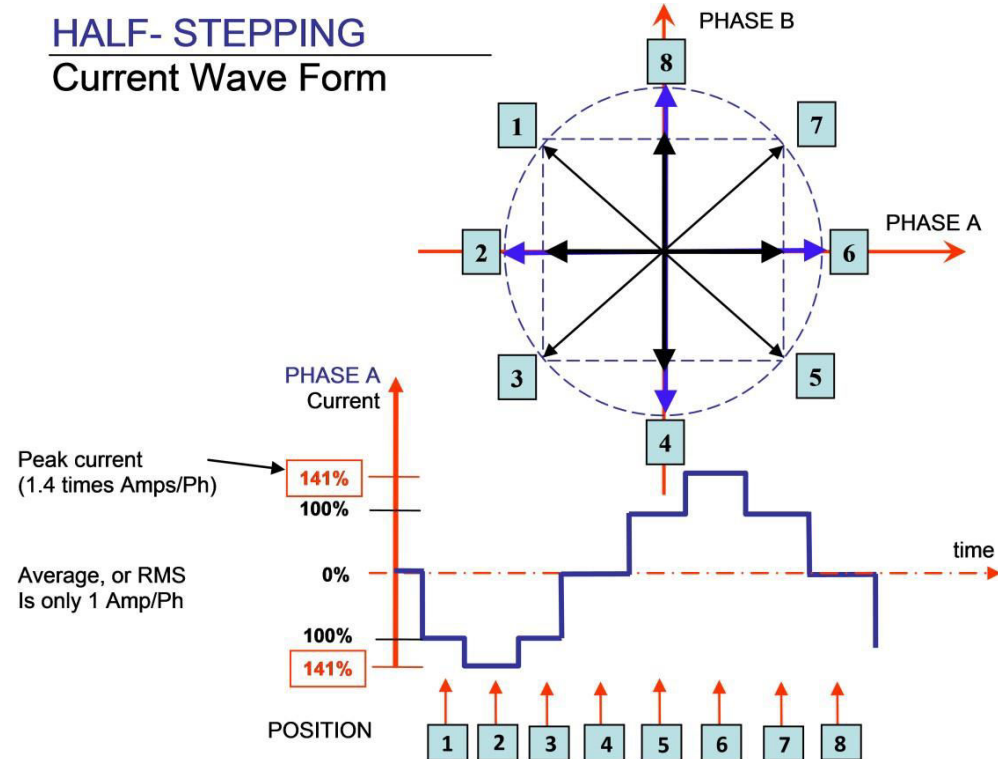 HALF- STEPPING
Current Wave Form
PHASE B
8
1
7
PHASE A
2
6
3
5
4
PHASE A
Current
Peak current
(1.4 times Amps/Ph)
141%
100%
time
Average, or RMS
Is only 1 Amp/Ph
0%
100%
141%
POSITION
1 2 3 4 5 6 7 8